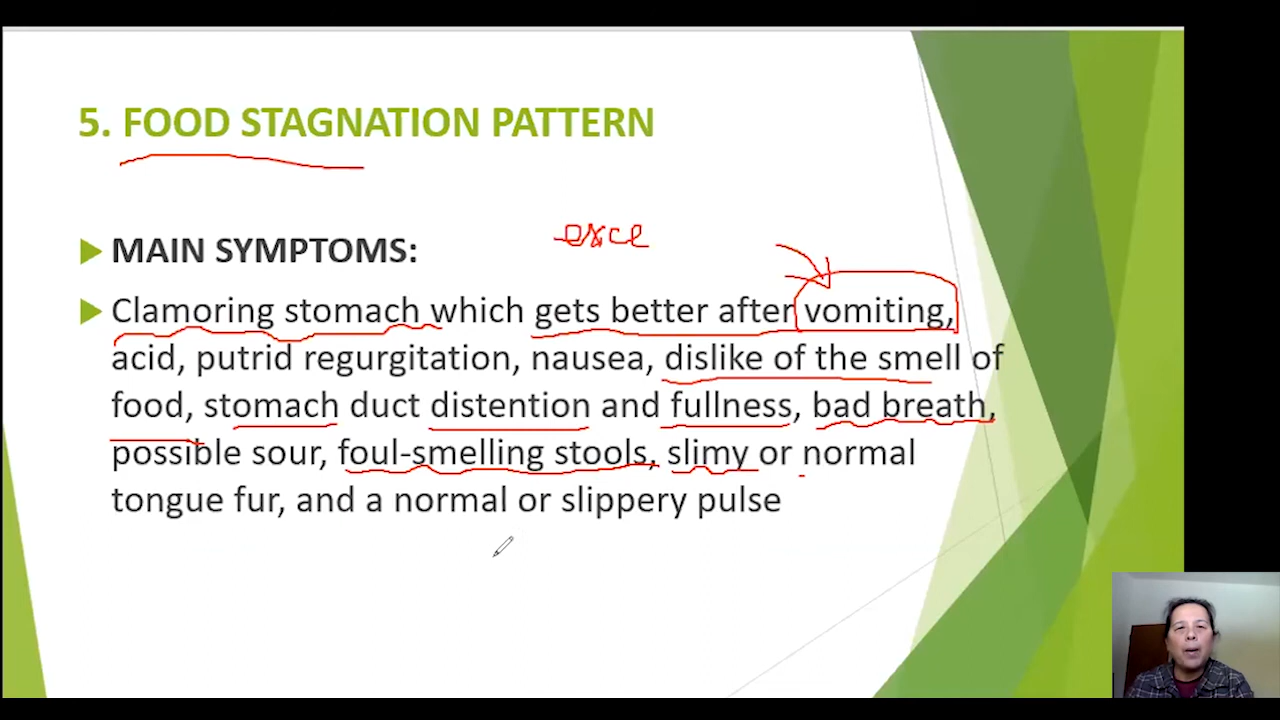 5. FOOD STAGNATION PATTERN
exce
MAIN SYMPTOMS:
Clamoring stomach which gets better after vomiting,
acid, putrid regurgitation, nausea, dislike of the smell of
food, stomach duct distention and fullness, bad breath,
possible sour, foul-smelling stools, slimy or normal
tongue fur, and a normal or slippery pulse